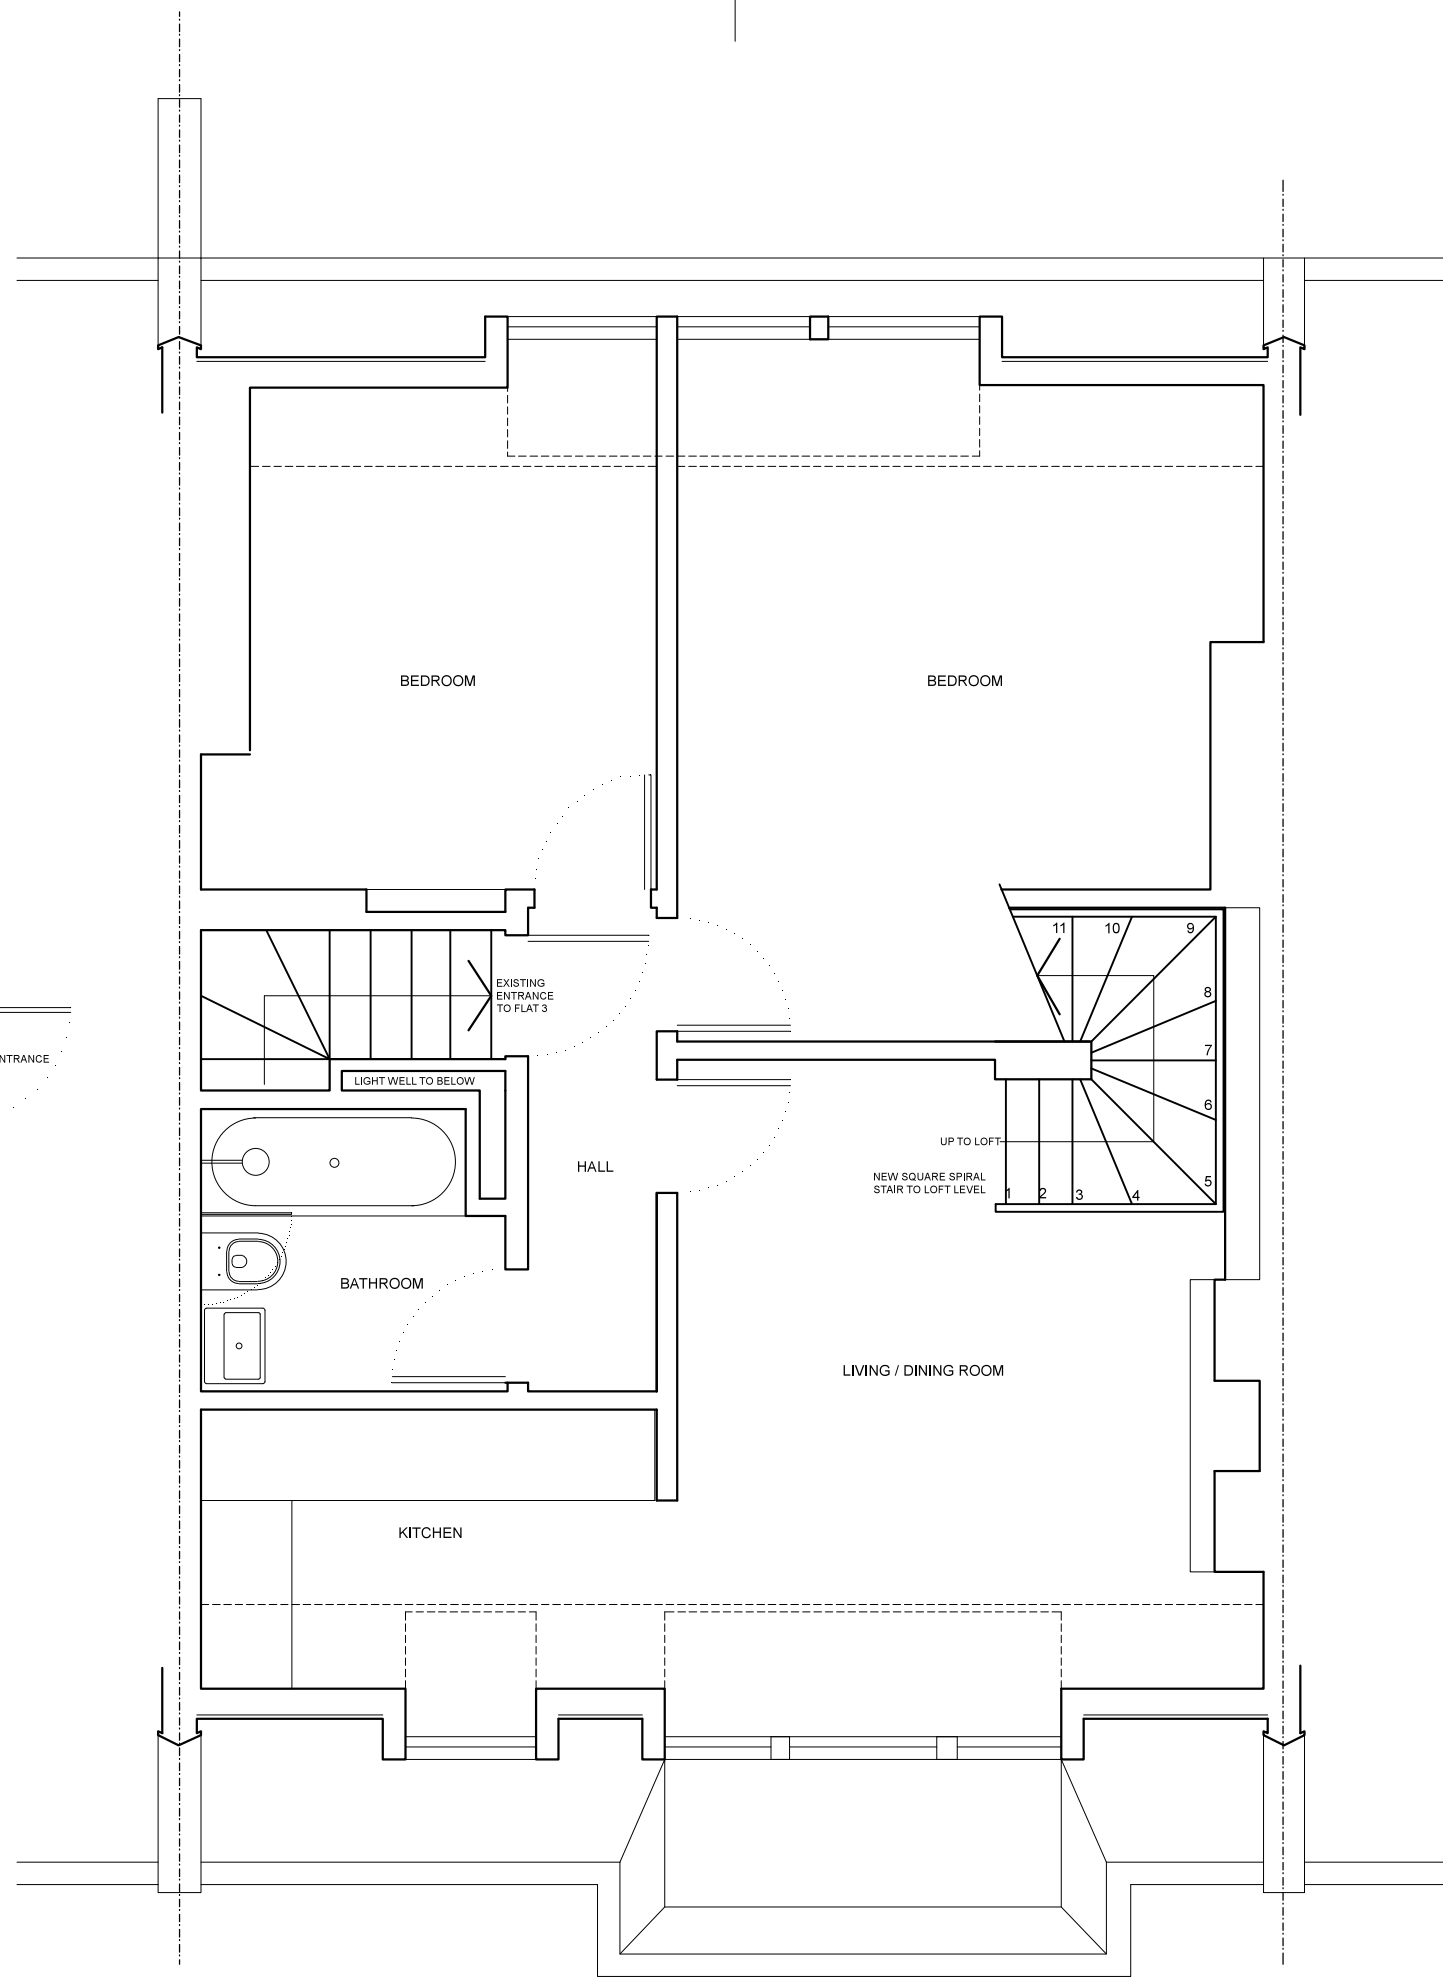 BEDROOM
BEDROOM
EXISTING
ENTRANCE
TO FLAT 3
11
10
9
8
7
6
5
4
3
2
1
NTRANCE
LIGHT WELL TO BELOW
UP TO LOFT
HALL
NEW SQUARE SPIRAL
STAIR TO LOFT LEVEL
BATHROOM
LIVING / DINING ROOM
KITCHEN